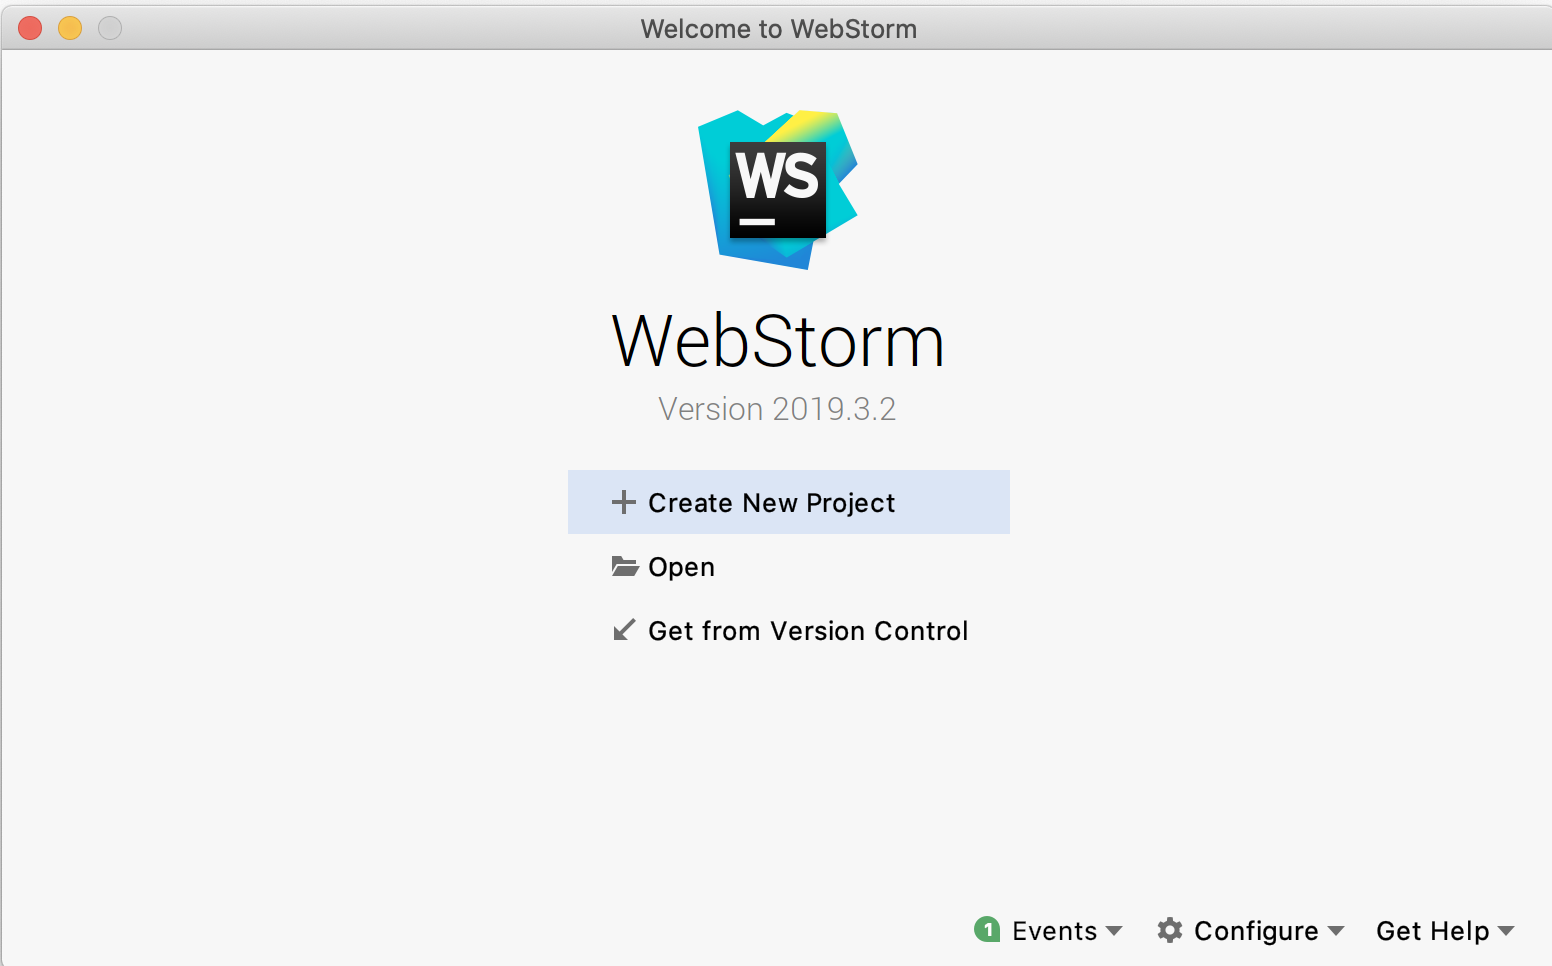 Welcome to WebStorm
WS
WebStorm
Version 2019.3.2
Create New Project
Open
Get from Version Control
1 Events Configure Get Help